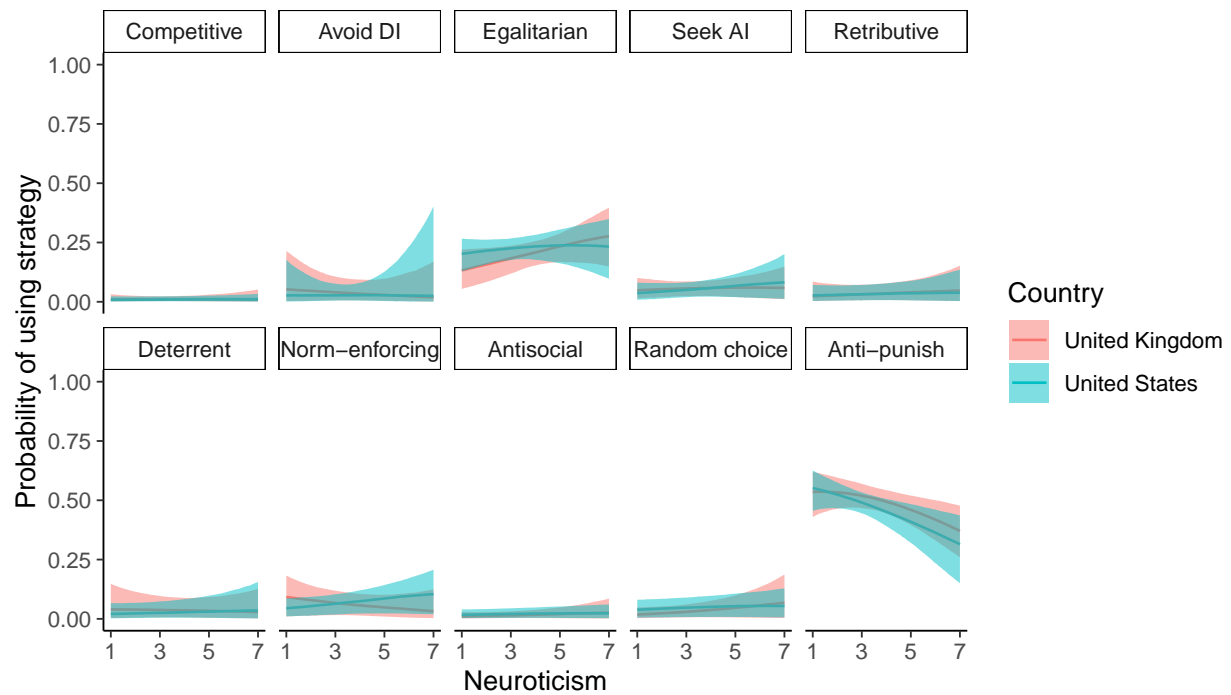 Competitive Avoid DI Egalitarian Seek AI Retributive
1.00
0.75
0.50
0.25
0.00
Deterrent Norm−enforcing Antisocial Random choice Anti−punish
1.00
0.75
0.50
0.25
0.00
1 3 5 7 1 3 5 7 1 3 5 7 1 3 5 7 1 3 5 7
Neuroticism
Probability of using strategy
Country
United Kingdom
United States